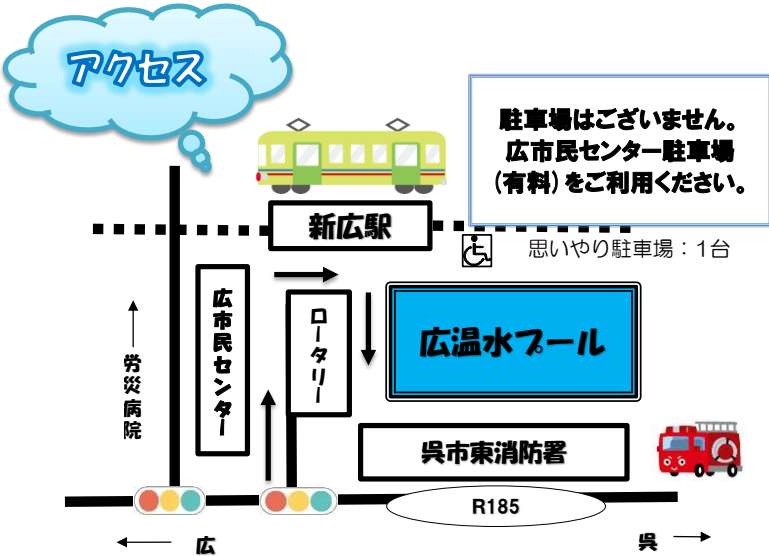 アクセス
駐車場はございません。
広市民センター駐車場
(有料)をご利用ください。
新広駅
思いやり駐車場：1台
広市民センター
ロータリー
広温水プール
労災病院
呉市東消防署
R185
広
呉